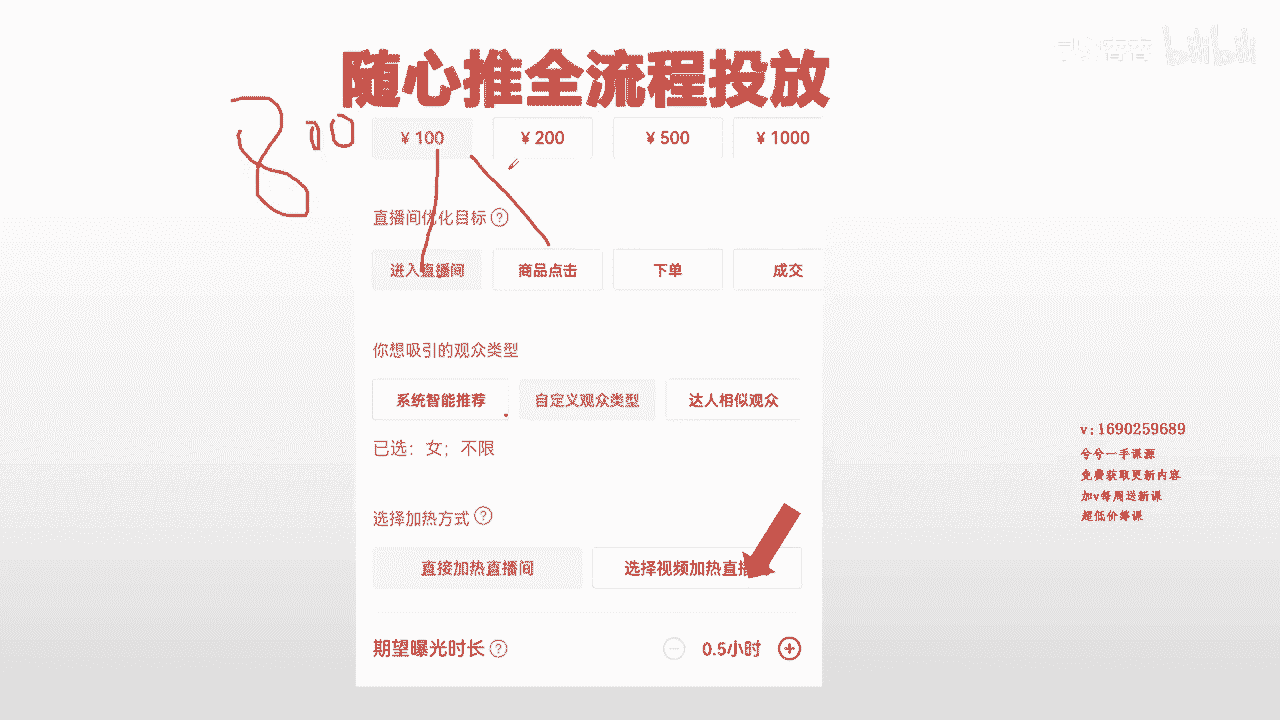 随心推全流程投放
bilibili
800
¥ 100 ¥ 200 ¥ 500 ¥ 1000
直播间优化目标 ?
进入直播间 商品点击 下单 成交
你想吸引的观众类型
系统智能推荐 自定义观众类型 达人相似观众
已选：女；不限
选择加热方式 ?
直接加热直播间 选择视频加热直播
期望曝光时长 ? 0.5小时
v:1690259689
兮兮一手课源
免费获取更新内容
加v每周送新课
超低价筹课